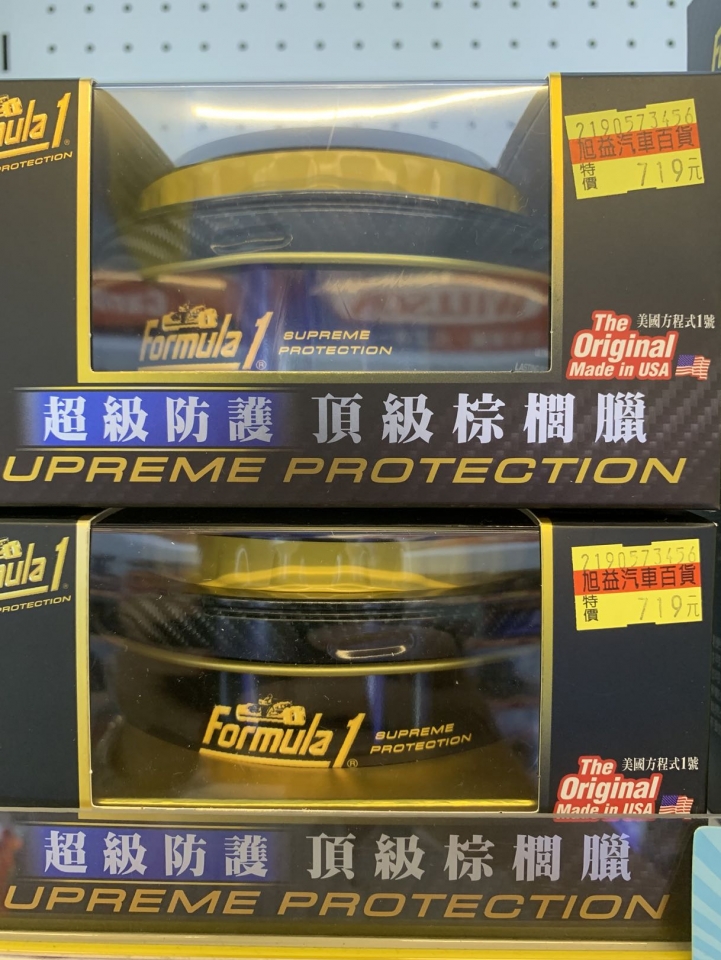 mula 1®
PROTECTION
2190573456
旭益汽車百貨
特價 719元
Formula 1®
SUPREME
PROTECTION
The
Original
Made in USA
美國方程式1號
超級防護 頂級棕櫚臘
UPREME PROTECTION
mula 1®
PROTECTION
2190573456
旭益汽車百貨
特價 719元
Formula 1®
SUPREME
PROTECTION
The
Original
Made in USA
美國方程式1號
超級防護 頂級棕櫚臘
UPREME PROTECTION